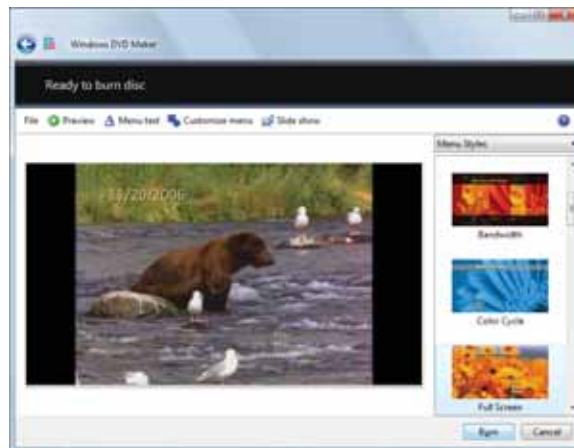 Windows DVD Maker
Ready to burn disc
File Preview Menu text Customize menu Slide show
Menu Styles
11/20/2006
Bandwidth
Color Cycle
Full Screen
Burn Cancel